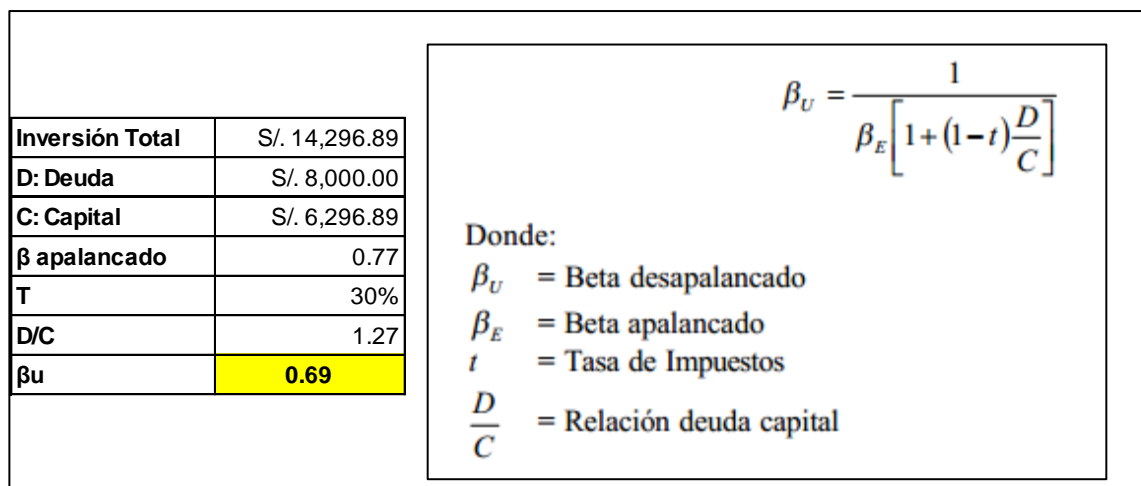 Inversión Total S/. 14,296.89
D: Deuda S/. 8,000.00
C: Capital S/. 6,296.89
β apalancado 0.77
T 30%
D/C 1.27
βu 0.69
β_U = 1 / β_E [1 + (1 − t) D/C]
Donde:
β_U = Beta desapalancado
β_E = Beta apalancado
t = Tasa de Impuestos
D/C = Relación deuda capital